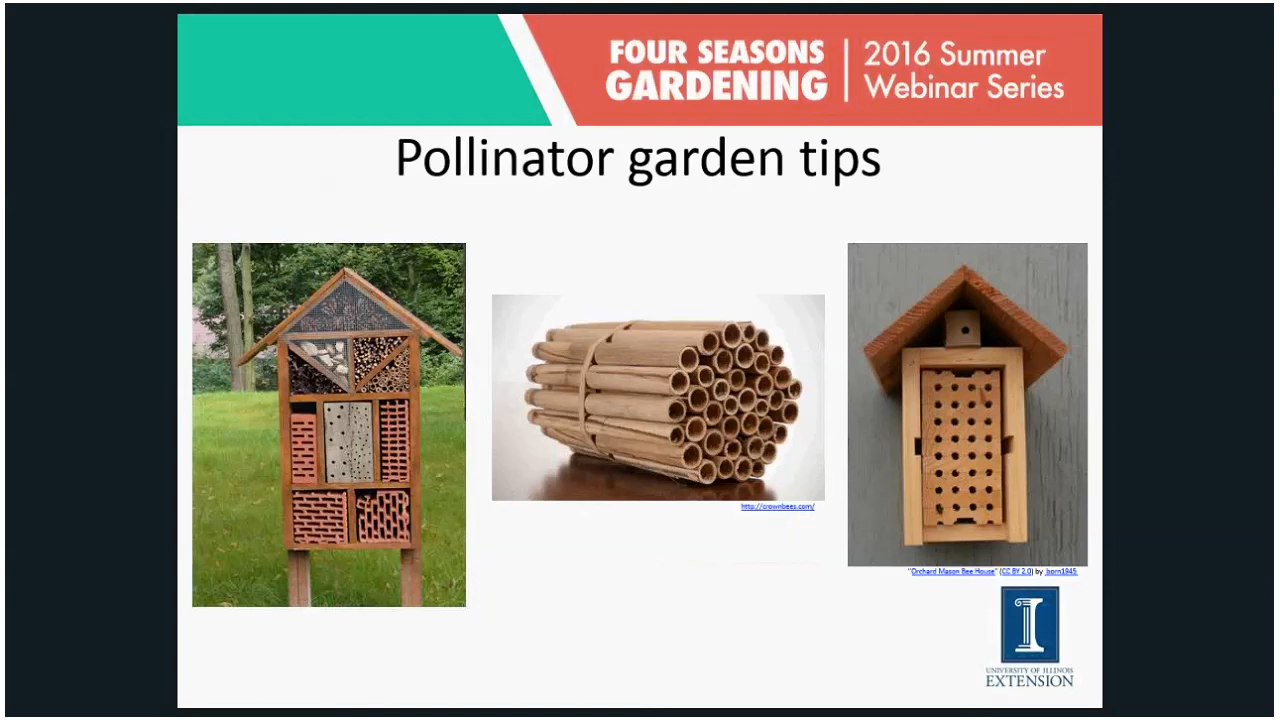 FOUR SEASONS
GARDENING
2016 Summer
Webinar Series
Pollinator garden tips
http://crownbees.com/
"Orchard Mason Bee House" (CC BY 2.0) by born1945
UNIVERSITY OF ILLINOIS
EXTENSION